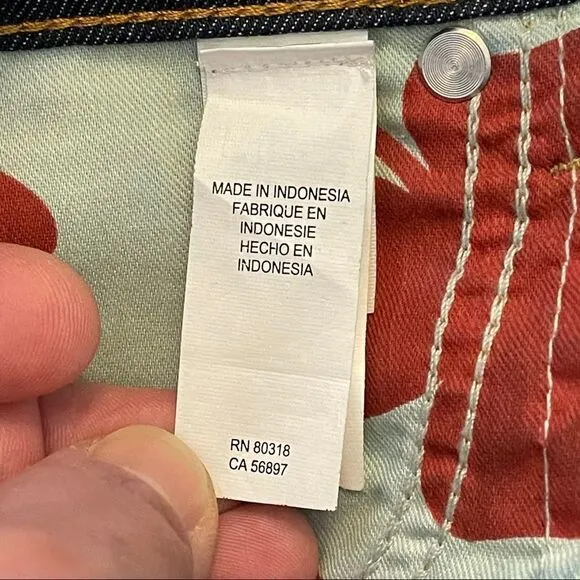 MADE IN INDONESIA
FABRIQUE EN
INDONESIE
HECHO EN
INDONESIA
RN 80318
CA 56897